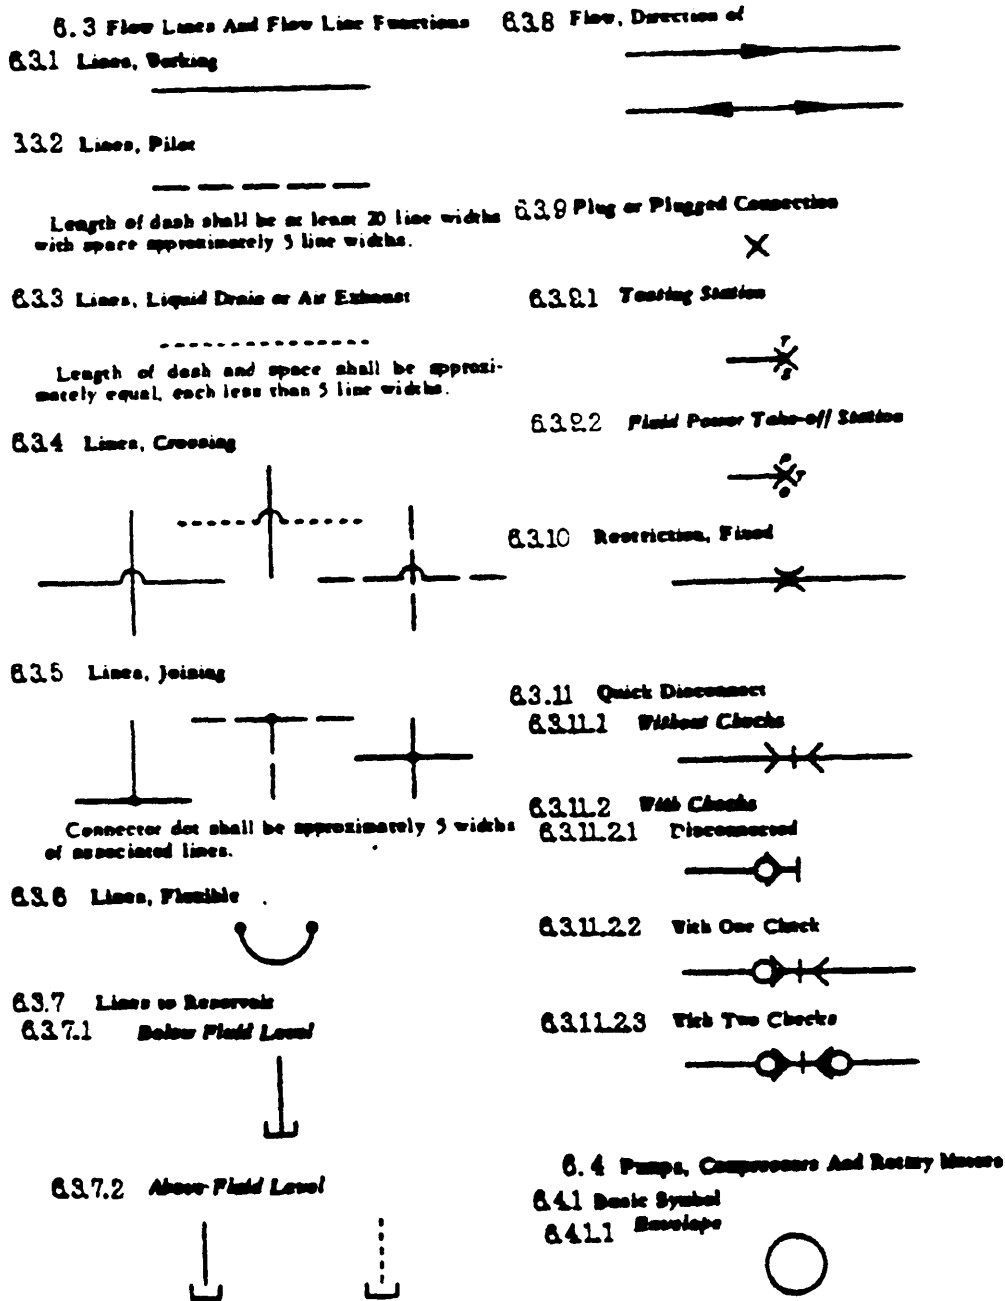 6.3 Flow Lines And Flow Line Functions
6.3.1 Lines, Working
3.3.2 Lines, Pilot
Length of dash shall be at least 20 line widths
with space approximately 5 line widths.
6.3.3 Lines, Liquid Drain or Air Exhaust
Length of dash and space shall be approxi-
mately equal, each less than 5 line widths.
6.3.4 Lines, Crossing
6.3.5 Lines, Joining
Connector dot shall be approximately 5 widths
of associated lines.
6.3.6 Lines, Flexible
6.3.7 Lines to Reservoir
6.3.7.1 Below Fluid Level
6.3.7.2 Above Fluid Level
6.3.8 Flow, Direction of
6.3.9 Plug or Plugged Connection
6.3.9.1 Testing Station
T
S
6.3.9.2 Fluid Power Take-off Station
P
T
O
6.3.10 Restriction, Fixed
6.3.11 Quick Disconnect
6.3.11.1 Without Checks
6.3.11.2 With Checks
6.3.11.2.1 Disconnected
6.3.11.2.2 With One Check
6.3.11.2.3 With Two Checks
6.4 Pumps, Compressors And Rotary Motors
6.4.1 Basic Symbol
6.4.1.1 Envelope